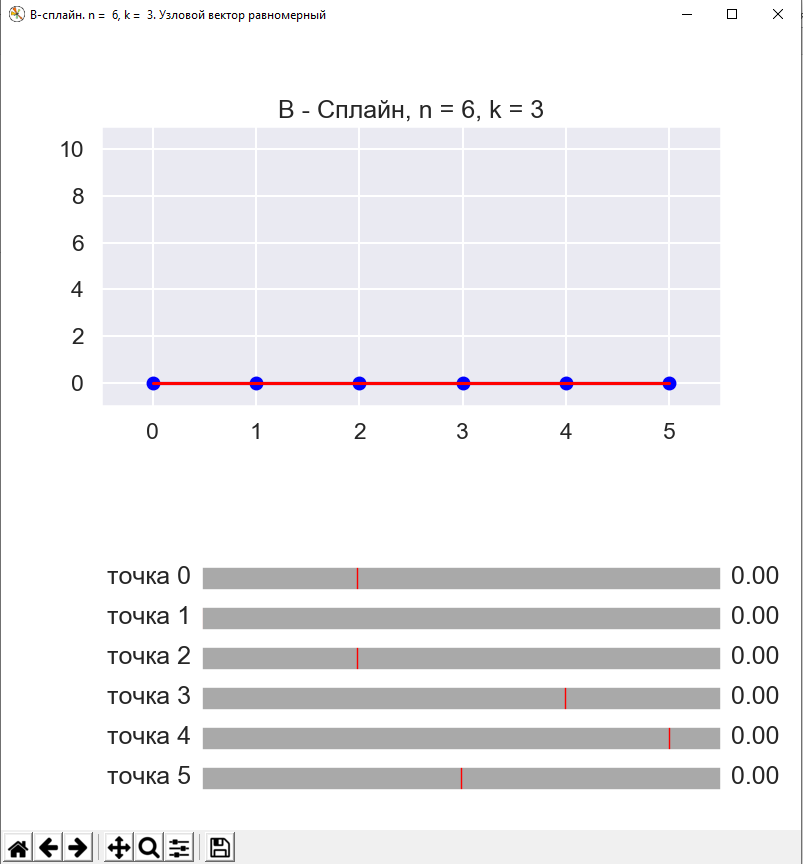 В-сплайн. n =  6, k =  3. Узловой вектор равномерный
В - Сплайн, n = 6, k = 3
10
8
6
4
2
0
0 1 2 3 4 5
точка 0 0.00
точка 1 0.00
точка 2 0.00
точка 3 0.00
точка 4 0.00
точка 5 0.00